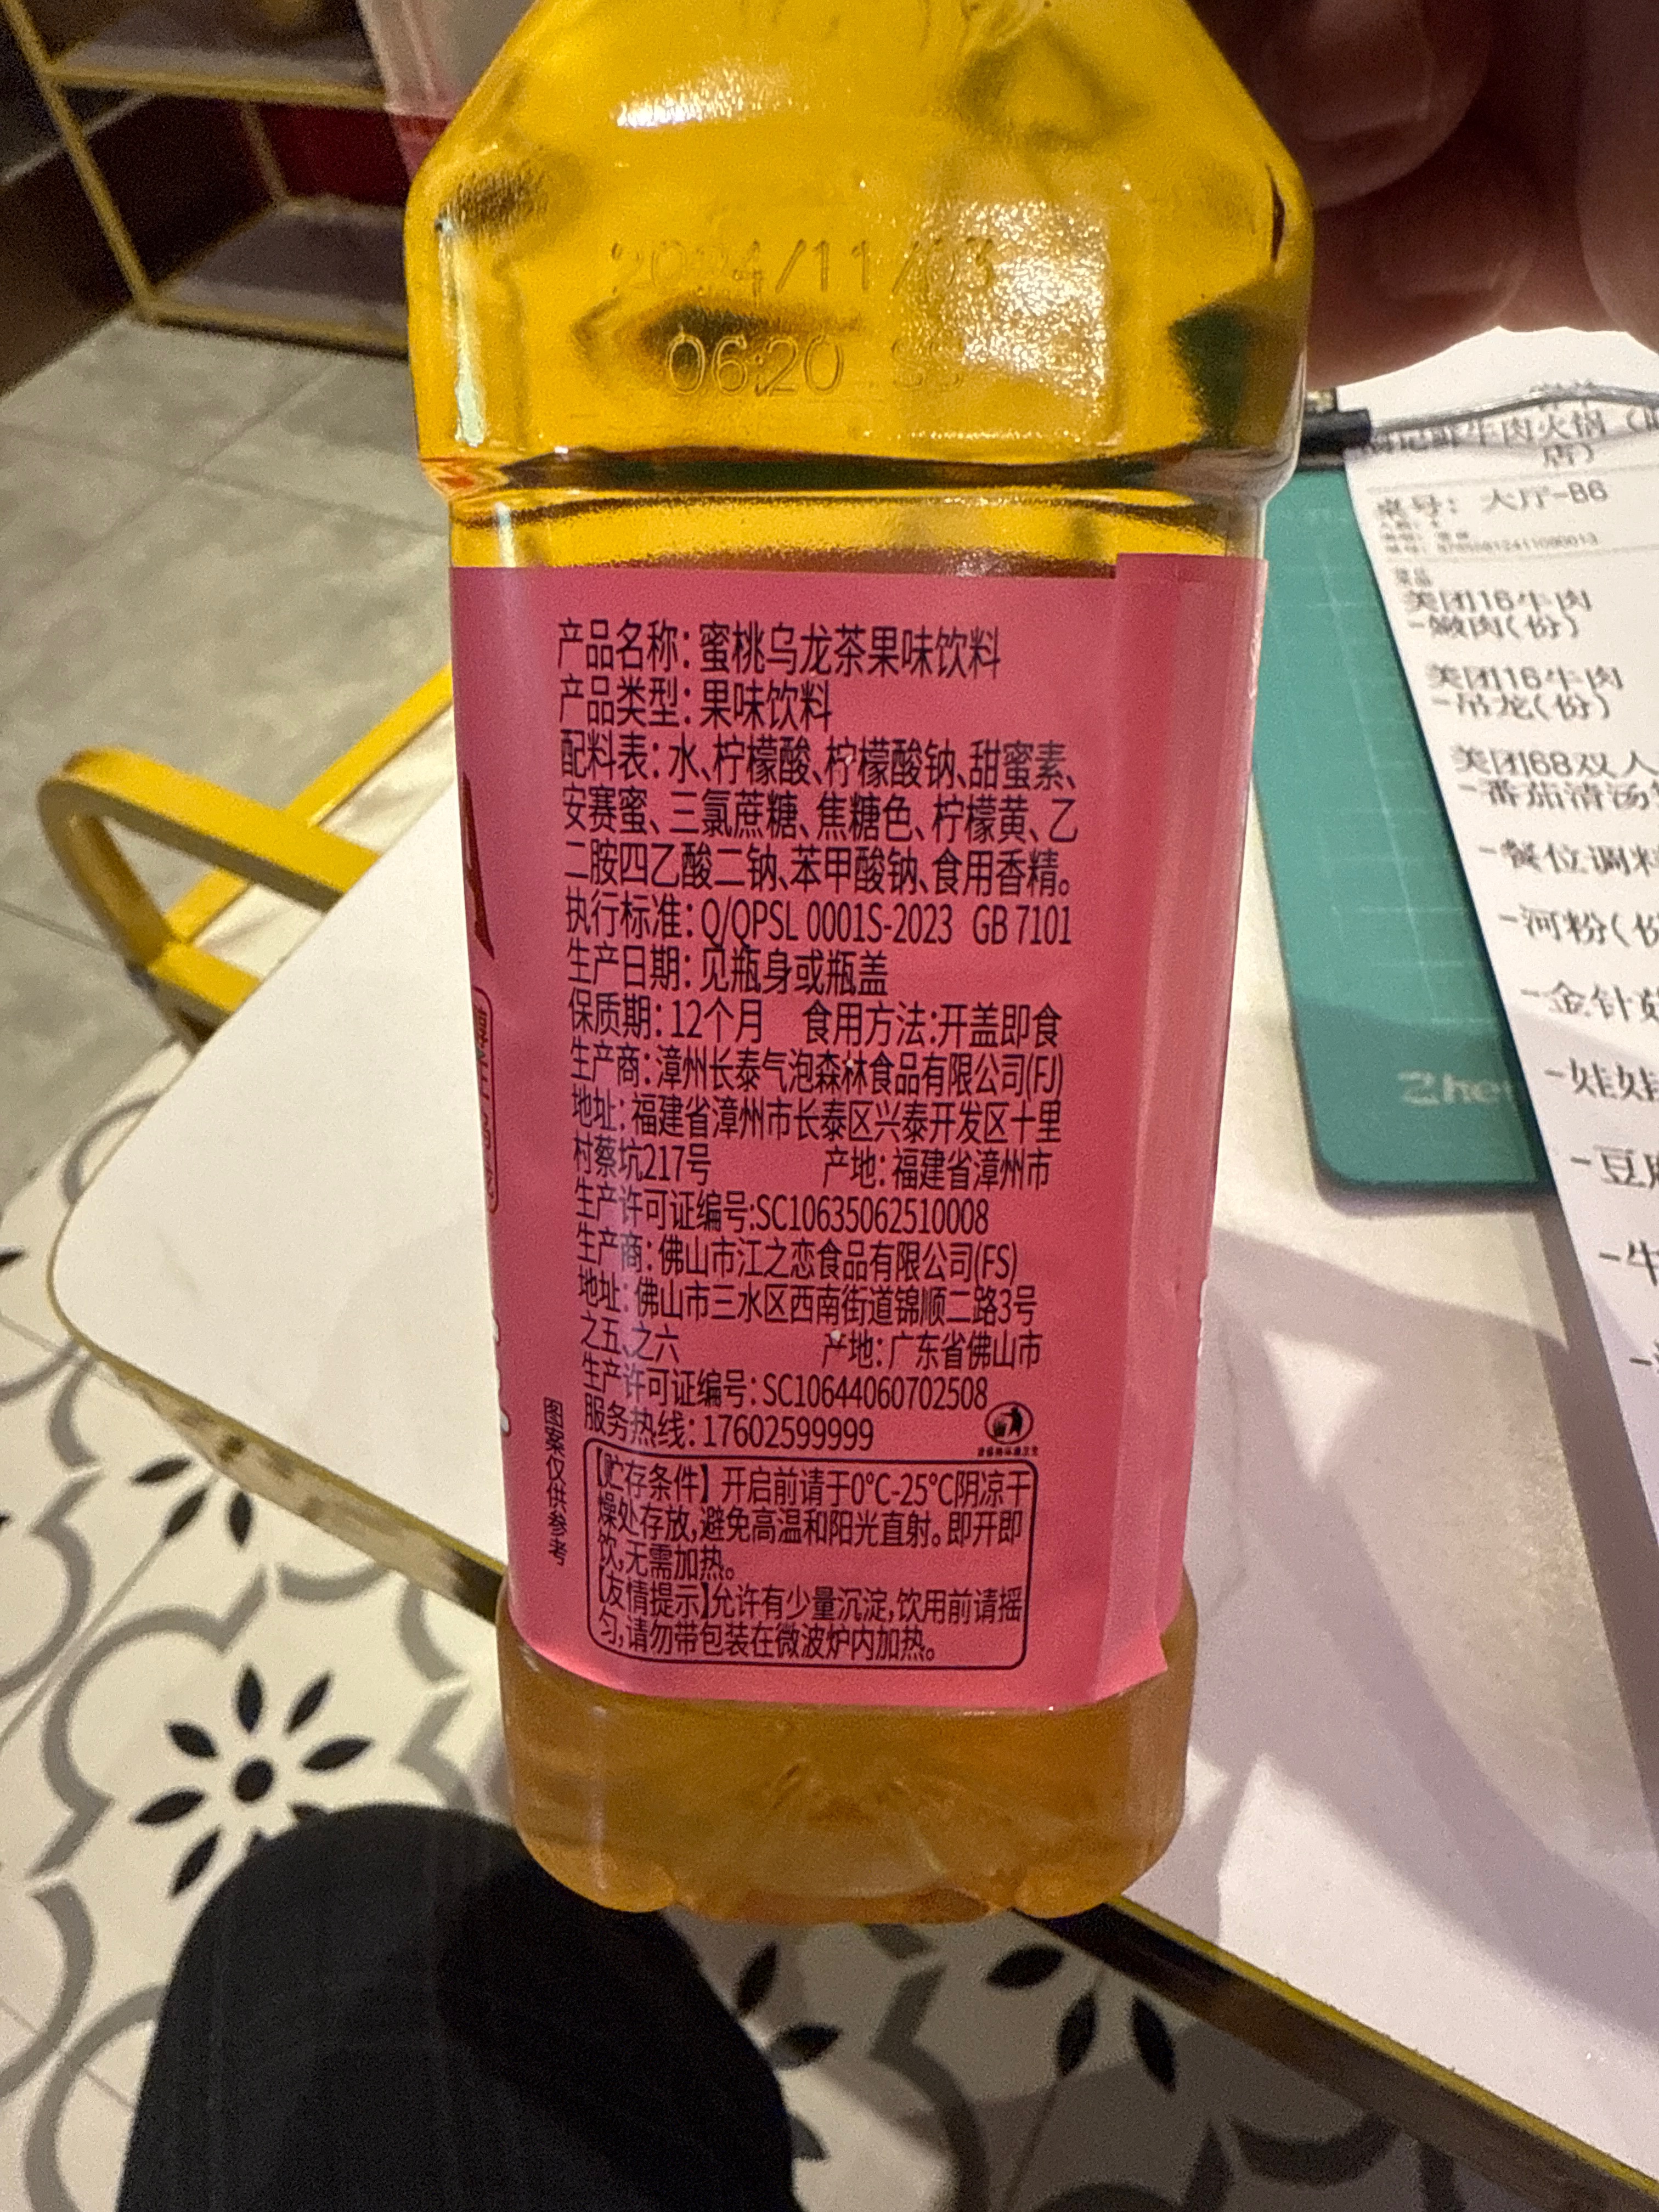 2024/11/03
06:20
产品名称：蜜桃乌龙茶果味饮料
产品类型：果味饮料
配料表：水、柠檬酸、柠檬酸钠、甜蜜素、
安赛蜜、三氯蔗糖、焦糖色、柠檬黄、乙
二胺四乙酸二钠、苯甲酸钠、食用香精。
执行标准：Q/QPSL 0001S-2023 GB 7101
生产日期：见瓶身或瓶盖
保质期：12个月 食用方法:开盖即食
生产商：漳州长泰气泡森林食品有限公司(FJ)
地址：福建省漳州市长泰区兴泰开发区十里
村蔡坑217号 产地：福建省漳州市
生产许可证编号:SC10635062510008
生产商：佛山市江之恋食品有限公司(FS)
地址：佛山市三水区西南街道锦顺二路3号
之五、之六 产地：广东省佛山市
生产许可证编号：SC10644060702508
服务热线：17602599999
图案仅供参考
【贮存条件】开启前请于0°C-25°C阴凉干
燥处存放,避免高温和阳光直射。即开即
饮,无需加热。
【友情提示】允许有少量沉淀,饮用前请摇
匀,请勿带包装在微波炉内加热。
牛肉火锅（
店）
桌号：大厅-B6
菜品
美团16牛肉
-嫩肉(份)
美团16牛肉
-吊龙(份)
美团68双人
-番茄清汤
-餐位调料
-河粉(份
-金针菇
-娃娃
-豆
-牛